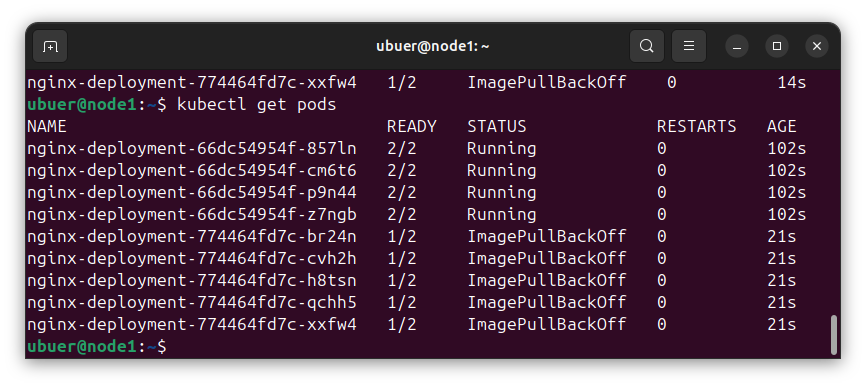 ubuer@node1: ~
nginx-deployment-774464fd7c-xxfw4   1/2     ImagePullBackOff    0          14s
ubuer@node1:~$ kubectl get pods
NAME                                READY   STATUS             RESTARTS   AGE
nginx-deployment-66dc54954f-857ln   2/2     Running            0          102s
nginx-deployment-66dc54954f-cm6t6   2/2     Running            0          102s
nginx-deployment-66dc54954f-p9n44   2/2     Running            0          102s
nginx-deployment-66dc54954f-z7ngb   2/2     Running            0          102s
nginx-deployment-774464fd7c-br24n   1/2     ImagePullBackOff   0          21s
nginx-deployment-774464fd7c-cvh2h   1/2     ImagePullBackOff   0          21s
nginx-deployment-774464fd7c-h8tsn   1/2     ImagePullBackOff   0          21s
nginx-deployment-774464fd7c-qchh5   1/2     ImagePullBackOff   0          21s
nginx-deployment-774464fd7c-xxfw4   1/2     ImagePullBackOff   0          21s
ubuer@node1:~$